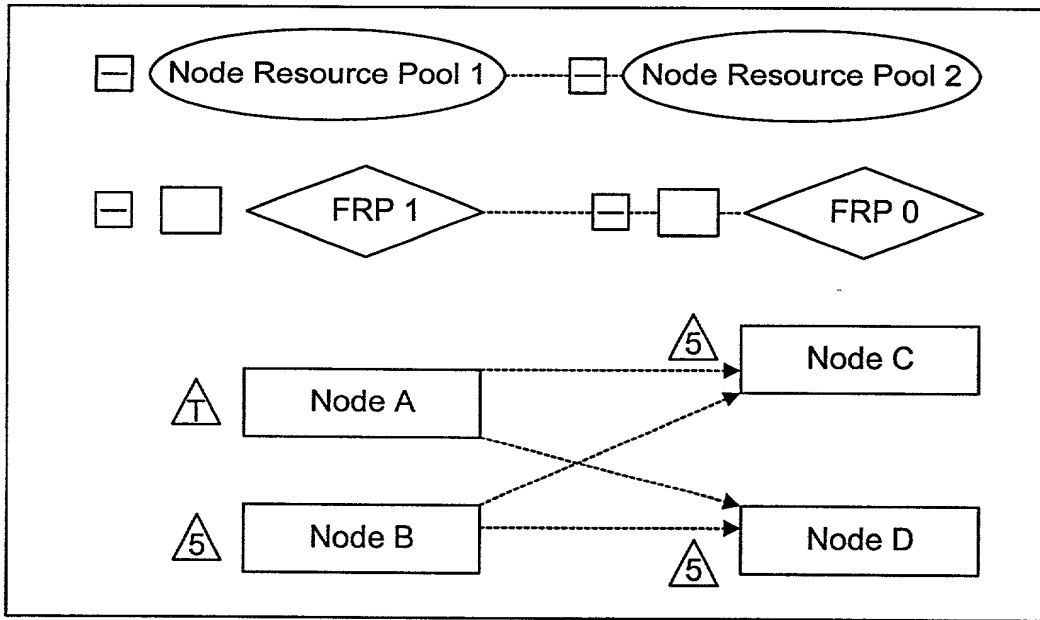 Node Resource Pool 1
Node Resource Pool 2
FRP 1
FRP 0
5
Node C
T
Node A
5
Node B
5
Node D